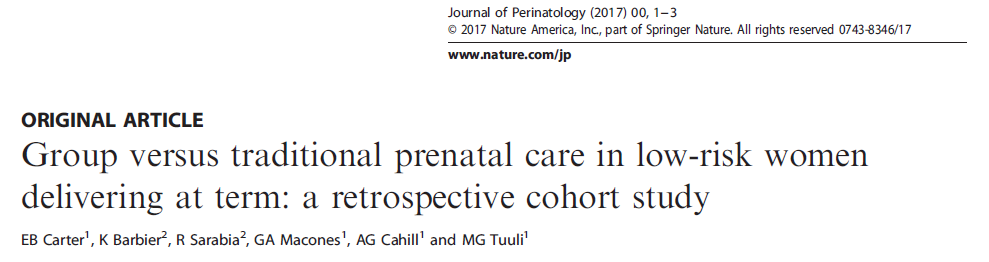 Journal of Perinatology (2017) 00, 1–3
© 2017 Nature America, Inc., part of Springer Nature. All rights reserved 0743-8346/17
www.nature.com/jp
ORIGINAL ARTICLE
Group versus traditional prenatal care in low-risk women
delivering at term: a retrospective cohort study
EB Carter¹, K Barbier², R Sarabia², GA Macones¹, AG Cahill¹ and MG Tuuli¹